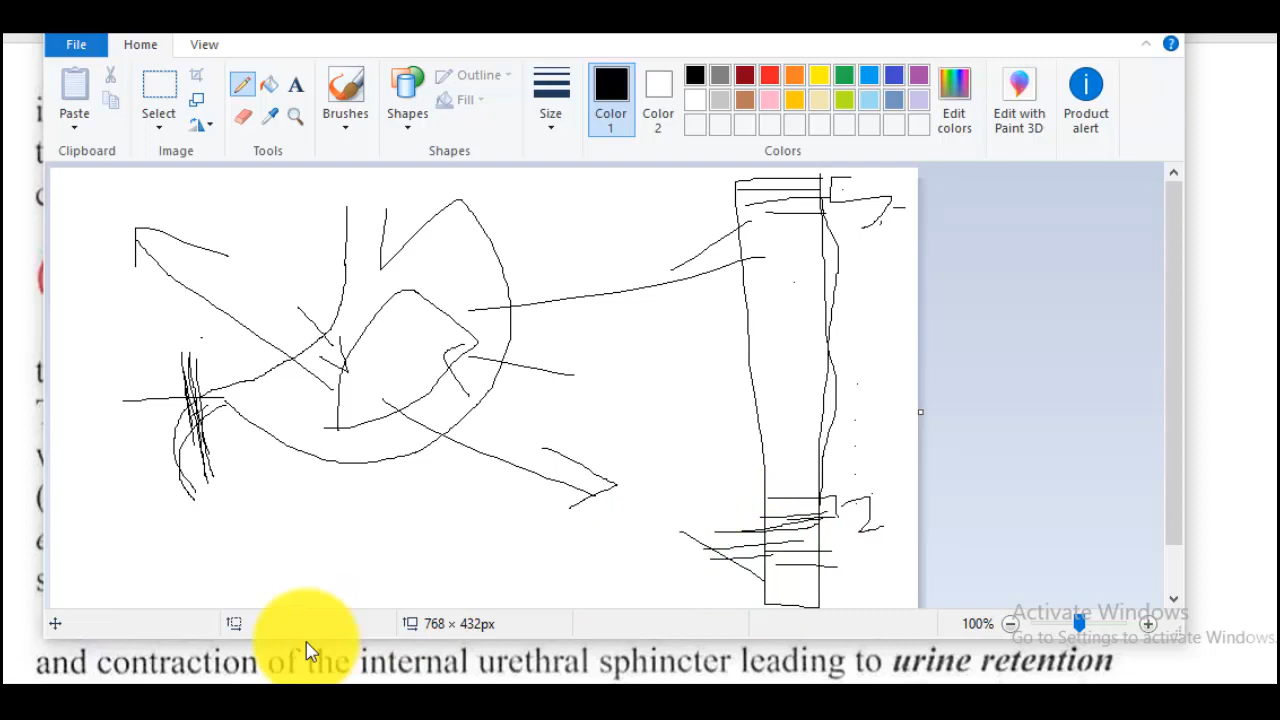 File Home View
Paste Select Brushes Shapes Outline Fill Size Color 1 Color 2 Edit colors Edit with Paint 3D Product alert
Clipboard Image Tools Shapes Colors
768 × 432px 100%
Activate Windows
Go to Settings to activate Windows.
and contraction of the internal urethral sphincter leading to urine retention